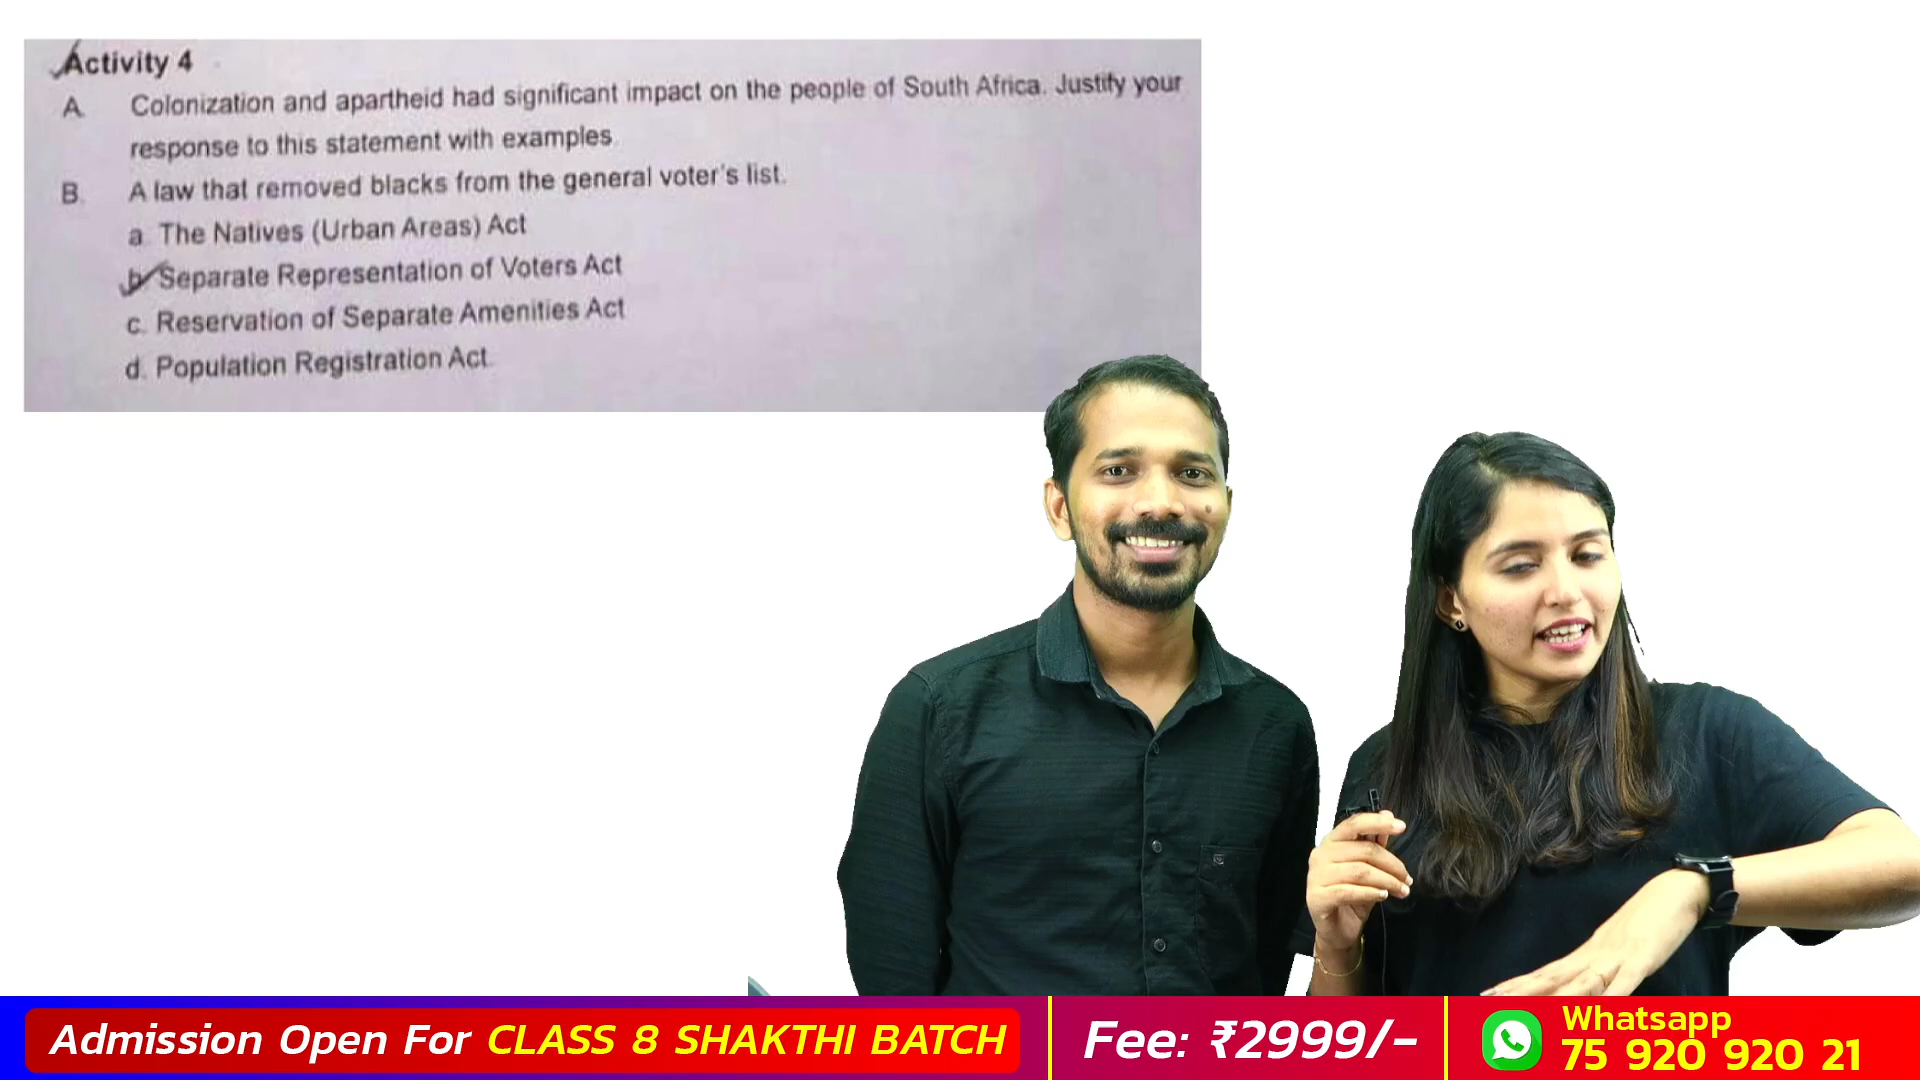 Activity 4
A. Colonization and apartheid had significant impact on the people of South Africa. Justify your
response to this statement with examples.
B. A law that removed blacks from the general voter's list.
a. The Natives (Urban Areas) Act
b. Separate Representation of Voters Act
c. Reservation of Separate Amenities Act
d. Population Registration Act.
Admission Open For CLASS 8 SHAKTHI BATCH
Fee: ₹2999/-
Whatsapp
75 920 920 21